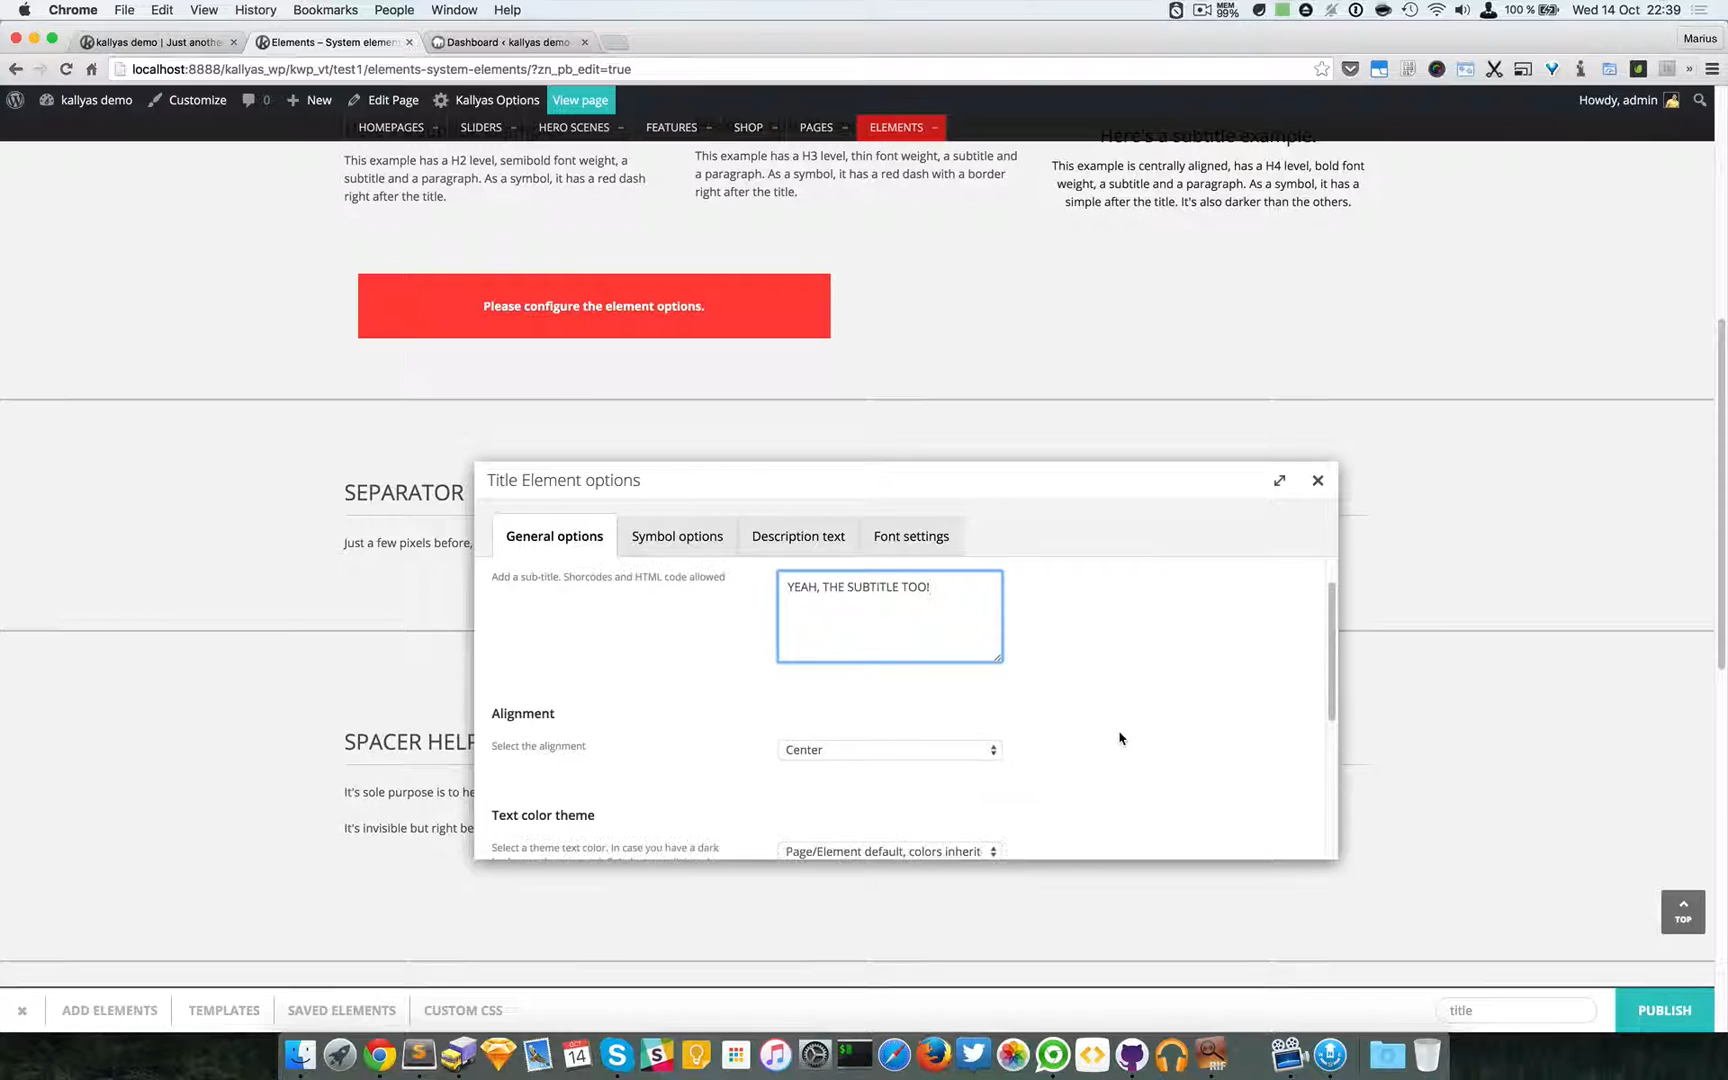 Chrome File Edit View History Bookmarks People Window Help
MEM 99% 100 % Wed 14 Oct 22:39
kallyas demo | Just anothe
Elements – System elemen
Dashboard ‹ kallyas demo
Marius
localhost:8888/kallyas_wp/kwp_vt/test1/elements-system-elements/?zn_pb_edit=true
kallyas demo Customize 0 New Edit Page Kallyas Options View page Howdy, admin
HOMEPAGES SLIDERS HERO SCENES FEATURES SHOP PAGES ELEMENTS
Here's a subtitle example.
This example has a H2 level, semibold font weight, a
subtitle and a paragraph. As a symbol, it has a red dash
right after the title.
This example has a H3 level, thin font weight, a subtitle and
a paragraph. As a symbol, it has a red dash with a border
right after the title.
This example is centrally aligned, has a H4 level, bold font
weight, a subtitle and a paragraph. As a symbol, it has a
simple after the title. It's also darker than the others.
Please configure the element options.
SEPARATOR
Just a few pixels before,
SPACER HELP
It's sole purpose is to he
It's invisible but right be
Title Element options
General options Symbol options Description text Font settings
Add a sub-title. Shorcodes and HTML code allowed
YEAH, THE SUBTITLE TOO!
Alignment
Select the alignment
Center
Text color theme
Select a theme text color. In case you have a dark
Page/Element default, colors inherit
TOP
ADD ELEMENTS TEMPLATES SAVED ELEMENTS CUSTOM CSS
title
PUBLISH
OCT 14
RIF